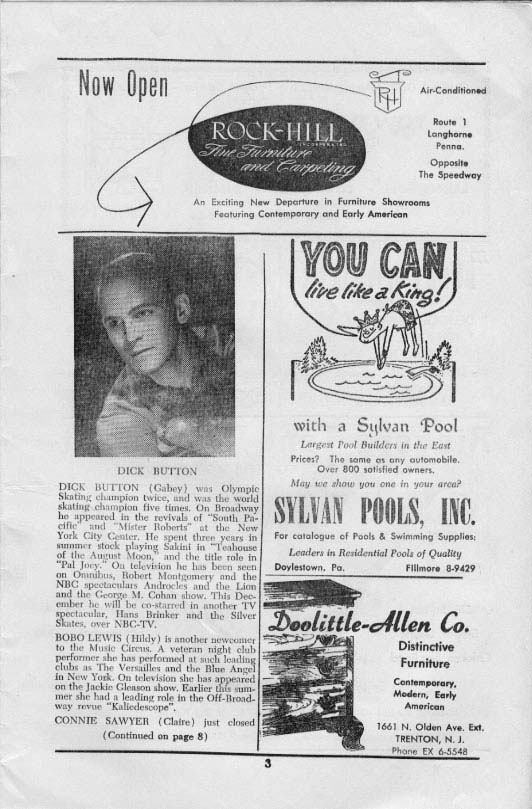 Now Open
RH
Air-Conditioned
Route 1
Langhorne
Penna.
Opposite
The Speedway
ROCK-HILL
INCORPORATED
Fine Furniture
and Carpeting
An Exciting New Departure in Furniture Showrooms
Featuring Contemporary and Early American
DICK BUTTON
DICK BUTTON (Gabey) was Olympic
Skating champion twice, and was the world
skating champion five times. On Broadway
he appeared in the revivals of "South Pa-
cific" and "Mister Roberts" at the New
York City Center. He spent three years in
summer stock playing Sakini in "Teahouse
of the August Moon," and the title role in
"Pal Joey." On television he has been seen
on Omnibus, Robert Montgomery and the
NBC spectaculars Androcles and the Lion
and the George M. Cohan show. This Dec-
ember he will be co-starred in another TV
spectacular, Hans Brinker and the Silver
Skates, over NBC-TV.
BOBO LEWIS (Hildy) is another newcomer
to the Music Circus. A veteran night club
performer she has performed at such leading
clubs as The Versailles and the Blue Angel
in New York. On television she has appeared
on the Jackie Gleason show. Earlier this sum-
mer she had a leading role in the Off-Broad-
way revue "Kaliedescope".
CONNIE SAWYER (Claire) just closed
(Continued on page 8)
YOU CAN
live like a King!
with a Sylvan Pool
Largest Pool Builders in the East
Prices? The same as any automobile.
Over 800 satisfied owners.
May we show you one in your area?
SYLVAN POOLS, INC.
For catalogue of Pools & Swimming Supplies:
Leaders in Residential Pools of Quality
Doylestown, Pa. Fillmore 8-9429
Doolittle-Allen Co.
Distinctive
Furniture
Contemporary,
Modern, Early
American
1661 N. Olden Ave. Ext.
TRENTON, N. J.
Phone EX 6-5548
3